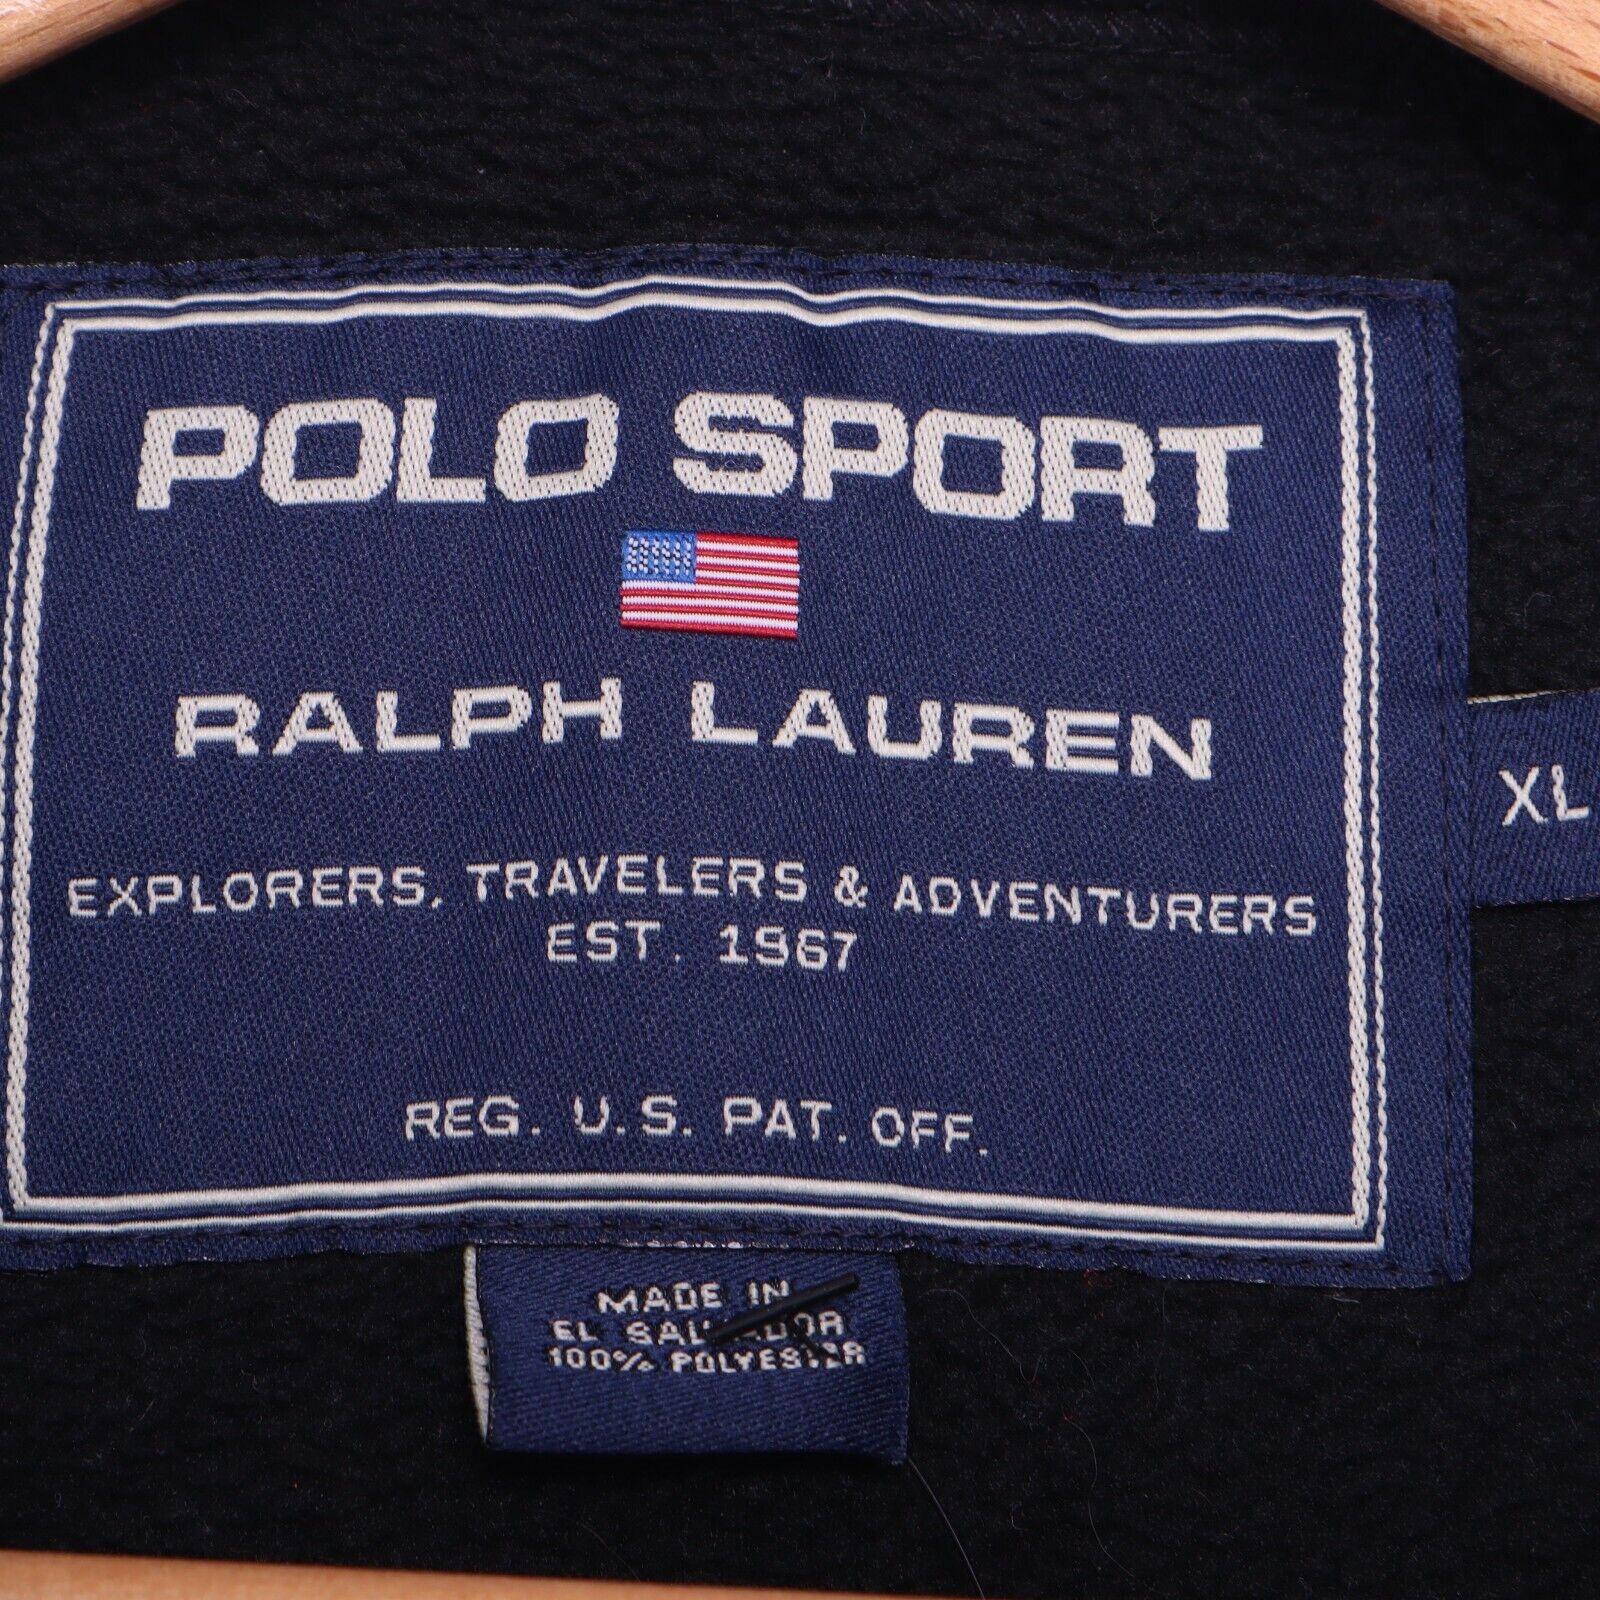 POLO SPORT
RALPH LAUREN
EXPLORERS, TRAVELERS & ADVENTURERS
EST. 1967
REG. U.S. PAT. OFF.
XL
MADE IN
EL SALVADOR
100% POLYESTER